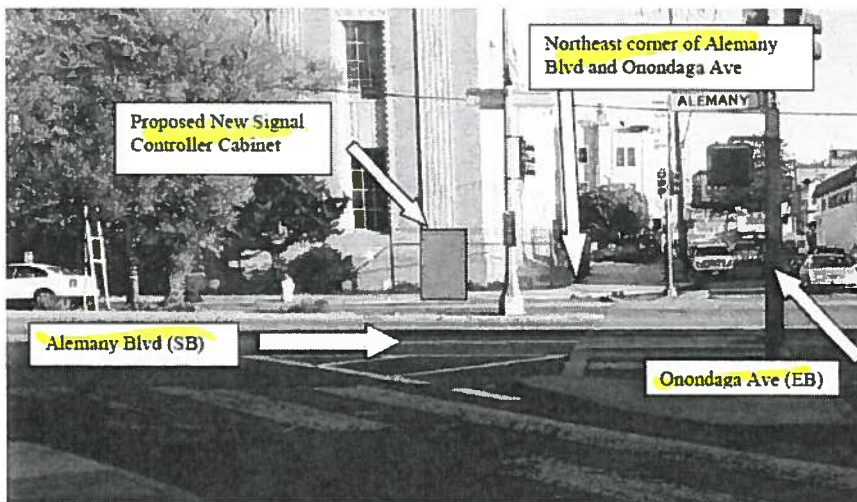 Northeast corner of Alemany
Blvd and Onondaga Ave
ALEMANY
Proposed New Signal
Controller Cabinet
Alemany Blvd (SB)
Onondaga Ave (EB)